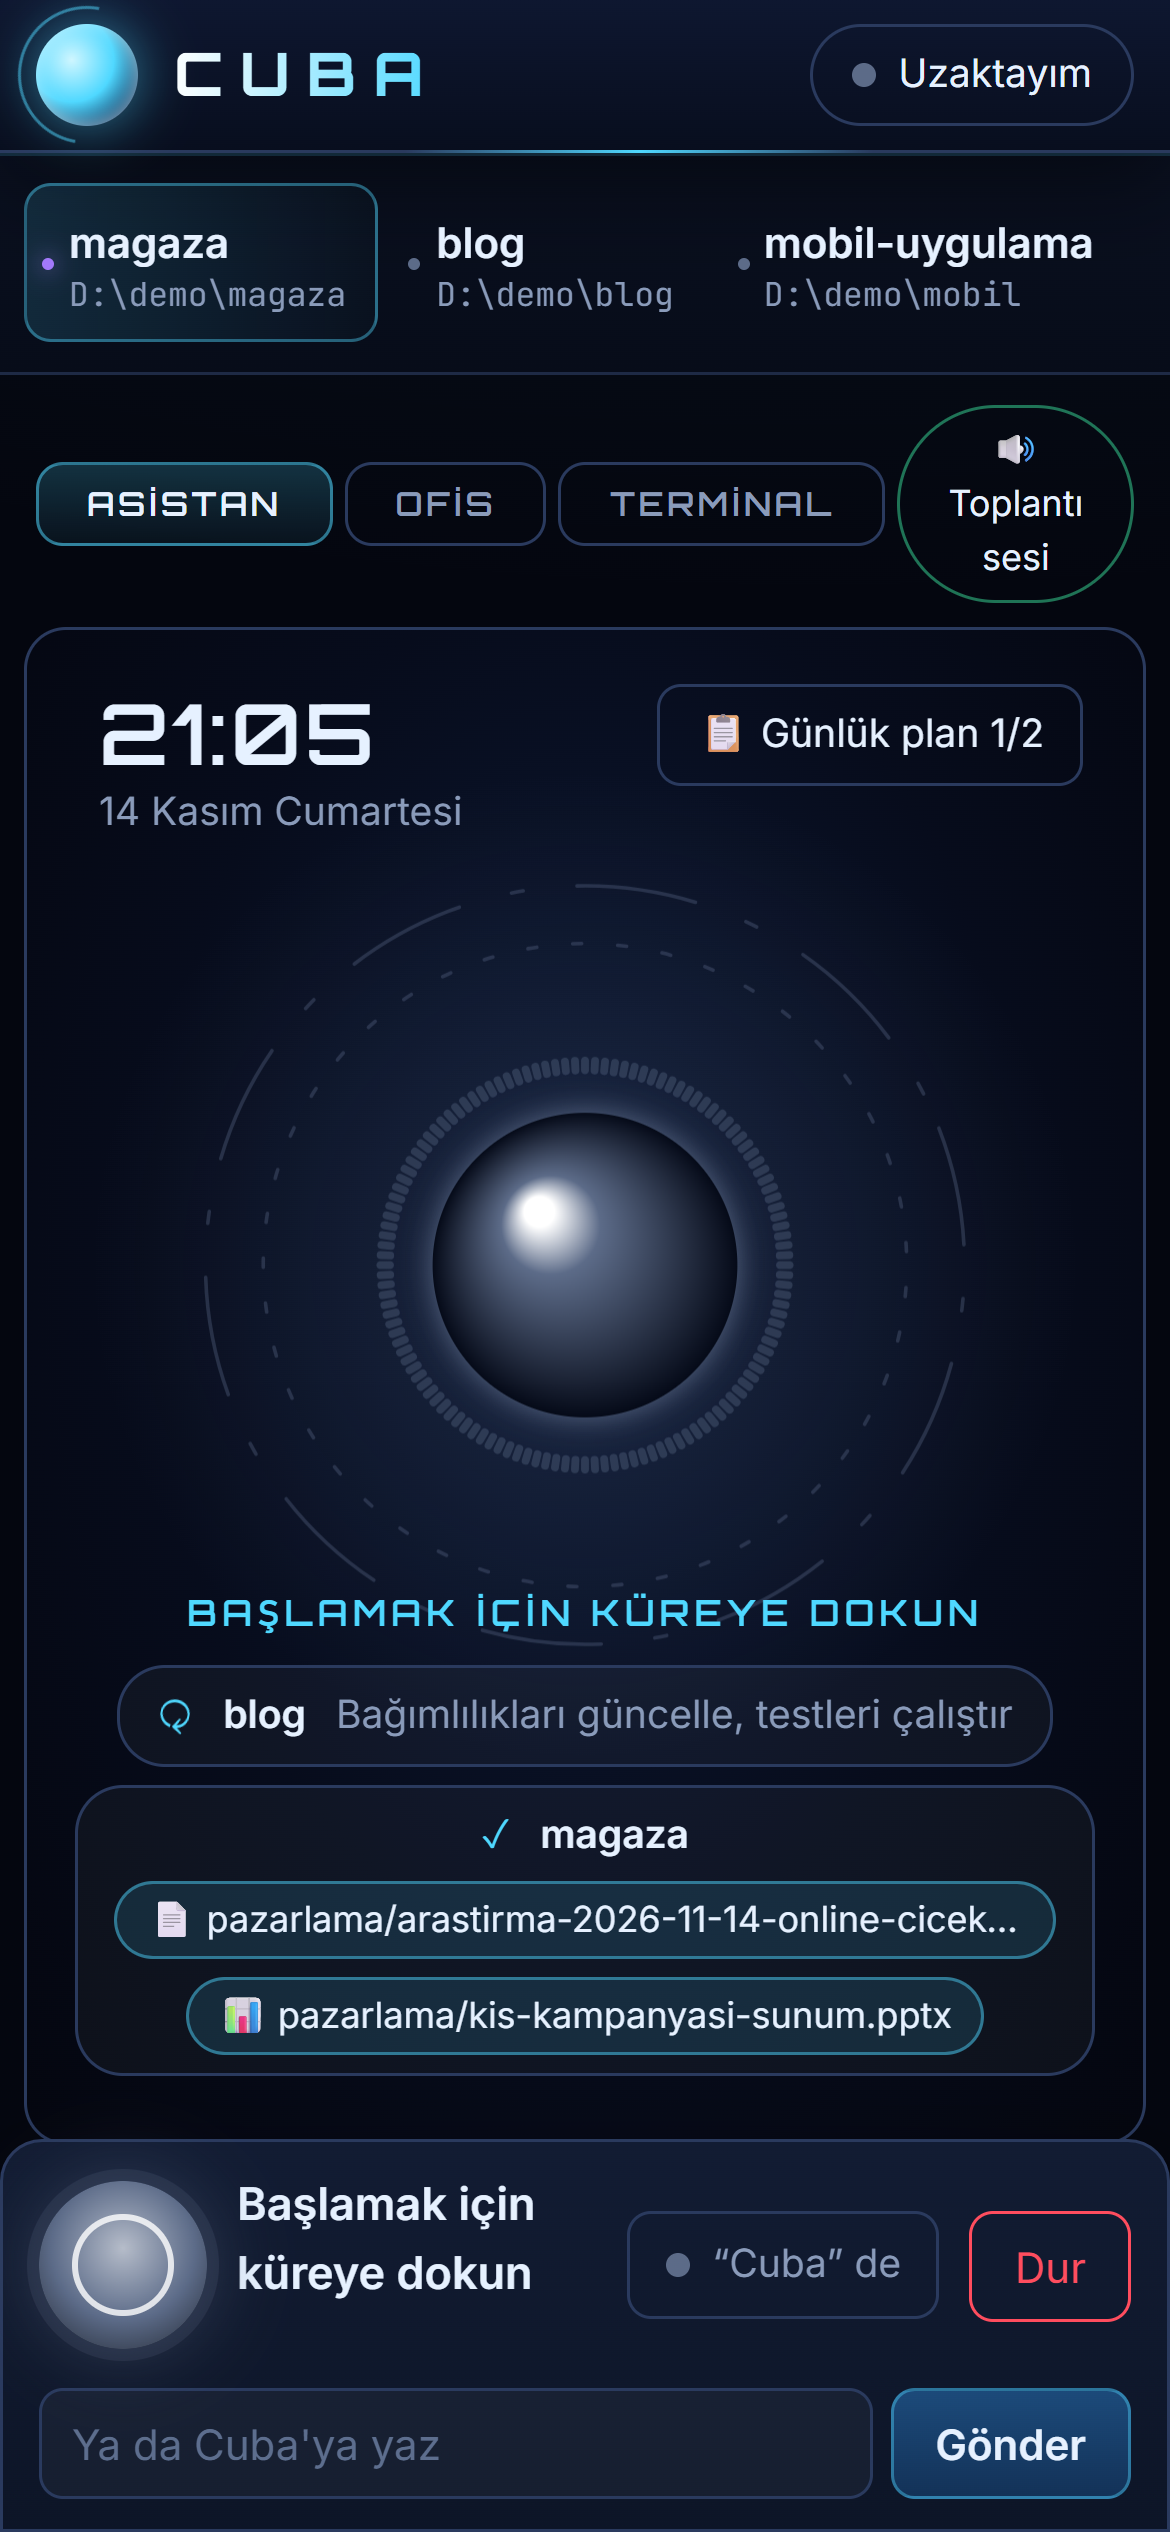 CUBA
Uzaktayım
magaza
D:\demo\magaza
blog
D:\demo\blog
mobil-uygulama
D:\demo\mobil
ASİSTAN
OFİS
TERMİNAL
Toplantı
sesi
21:05
14 Kasım Cumartesi
Günlük plan 1/2
BAŞLAMAK İÇİN KÜREYE DOKUN
blog Bağımlılıkları güncelle, testleri çalıştır
✓ magaza
pazarlama/arastirma-2026-11-14-online-cicek...
pazarlama/kis-kampanyasi-sunum.pptx
Başlamak için
küreye dokun
“Cuba” de
Dur
Ya da Cuba'ya yaz
Gönder